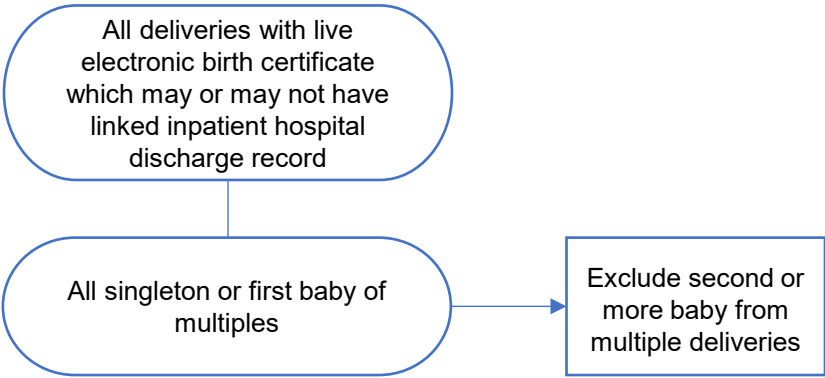 All deliveries with live
electronic birth certificate
which may or may not have
linked inpatient hospital
discharge record
All singleton or first baby of
multiples
Exclude second or
more baby from
multiple deliveries